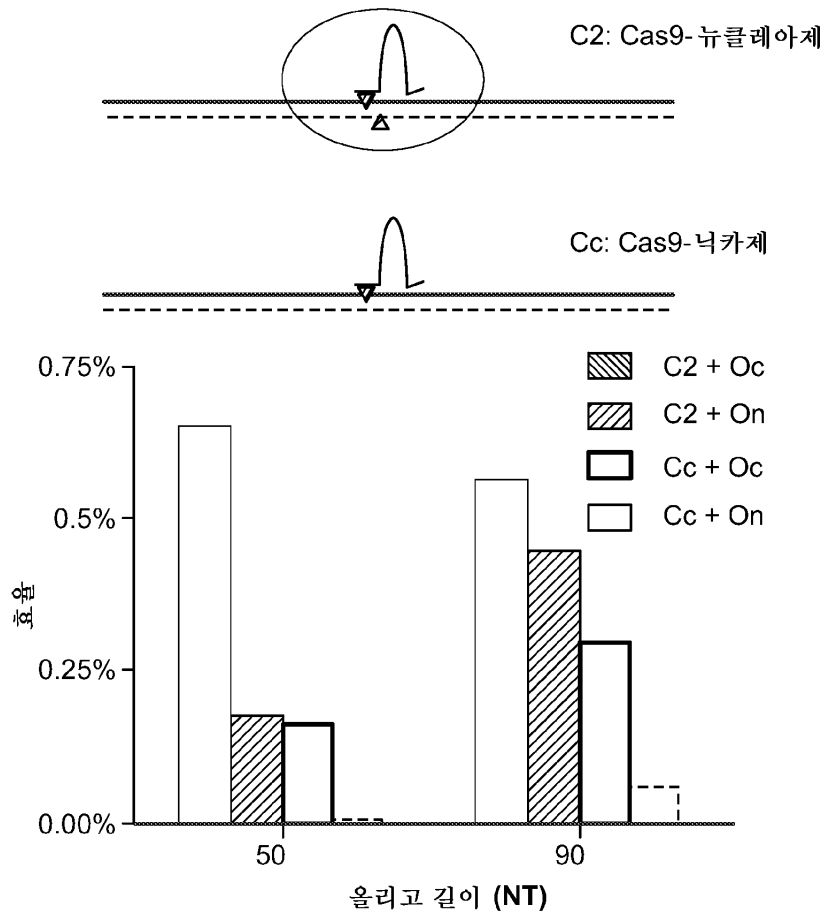 C2: Cas9-뉴클레아제
Cc: Cas9-닉카제
0.75%
0.5%
0.25%
0.00%
효율
C2 + Oc
C2 + On
Cc + Oc
Cc + On
50
90
올리고 길이 (NT)